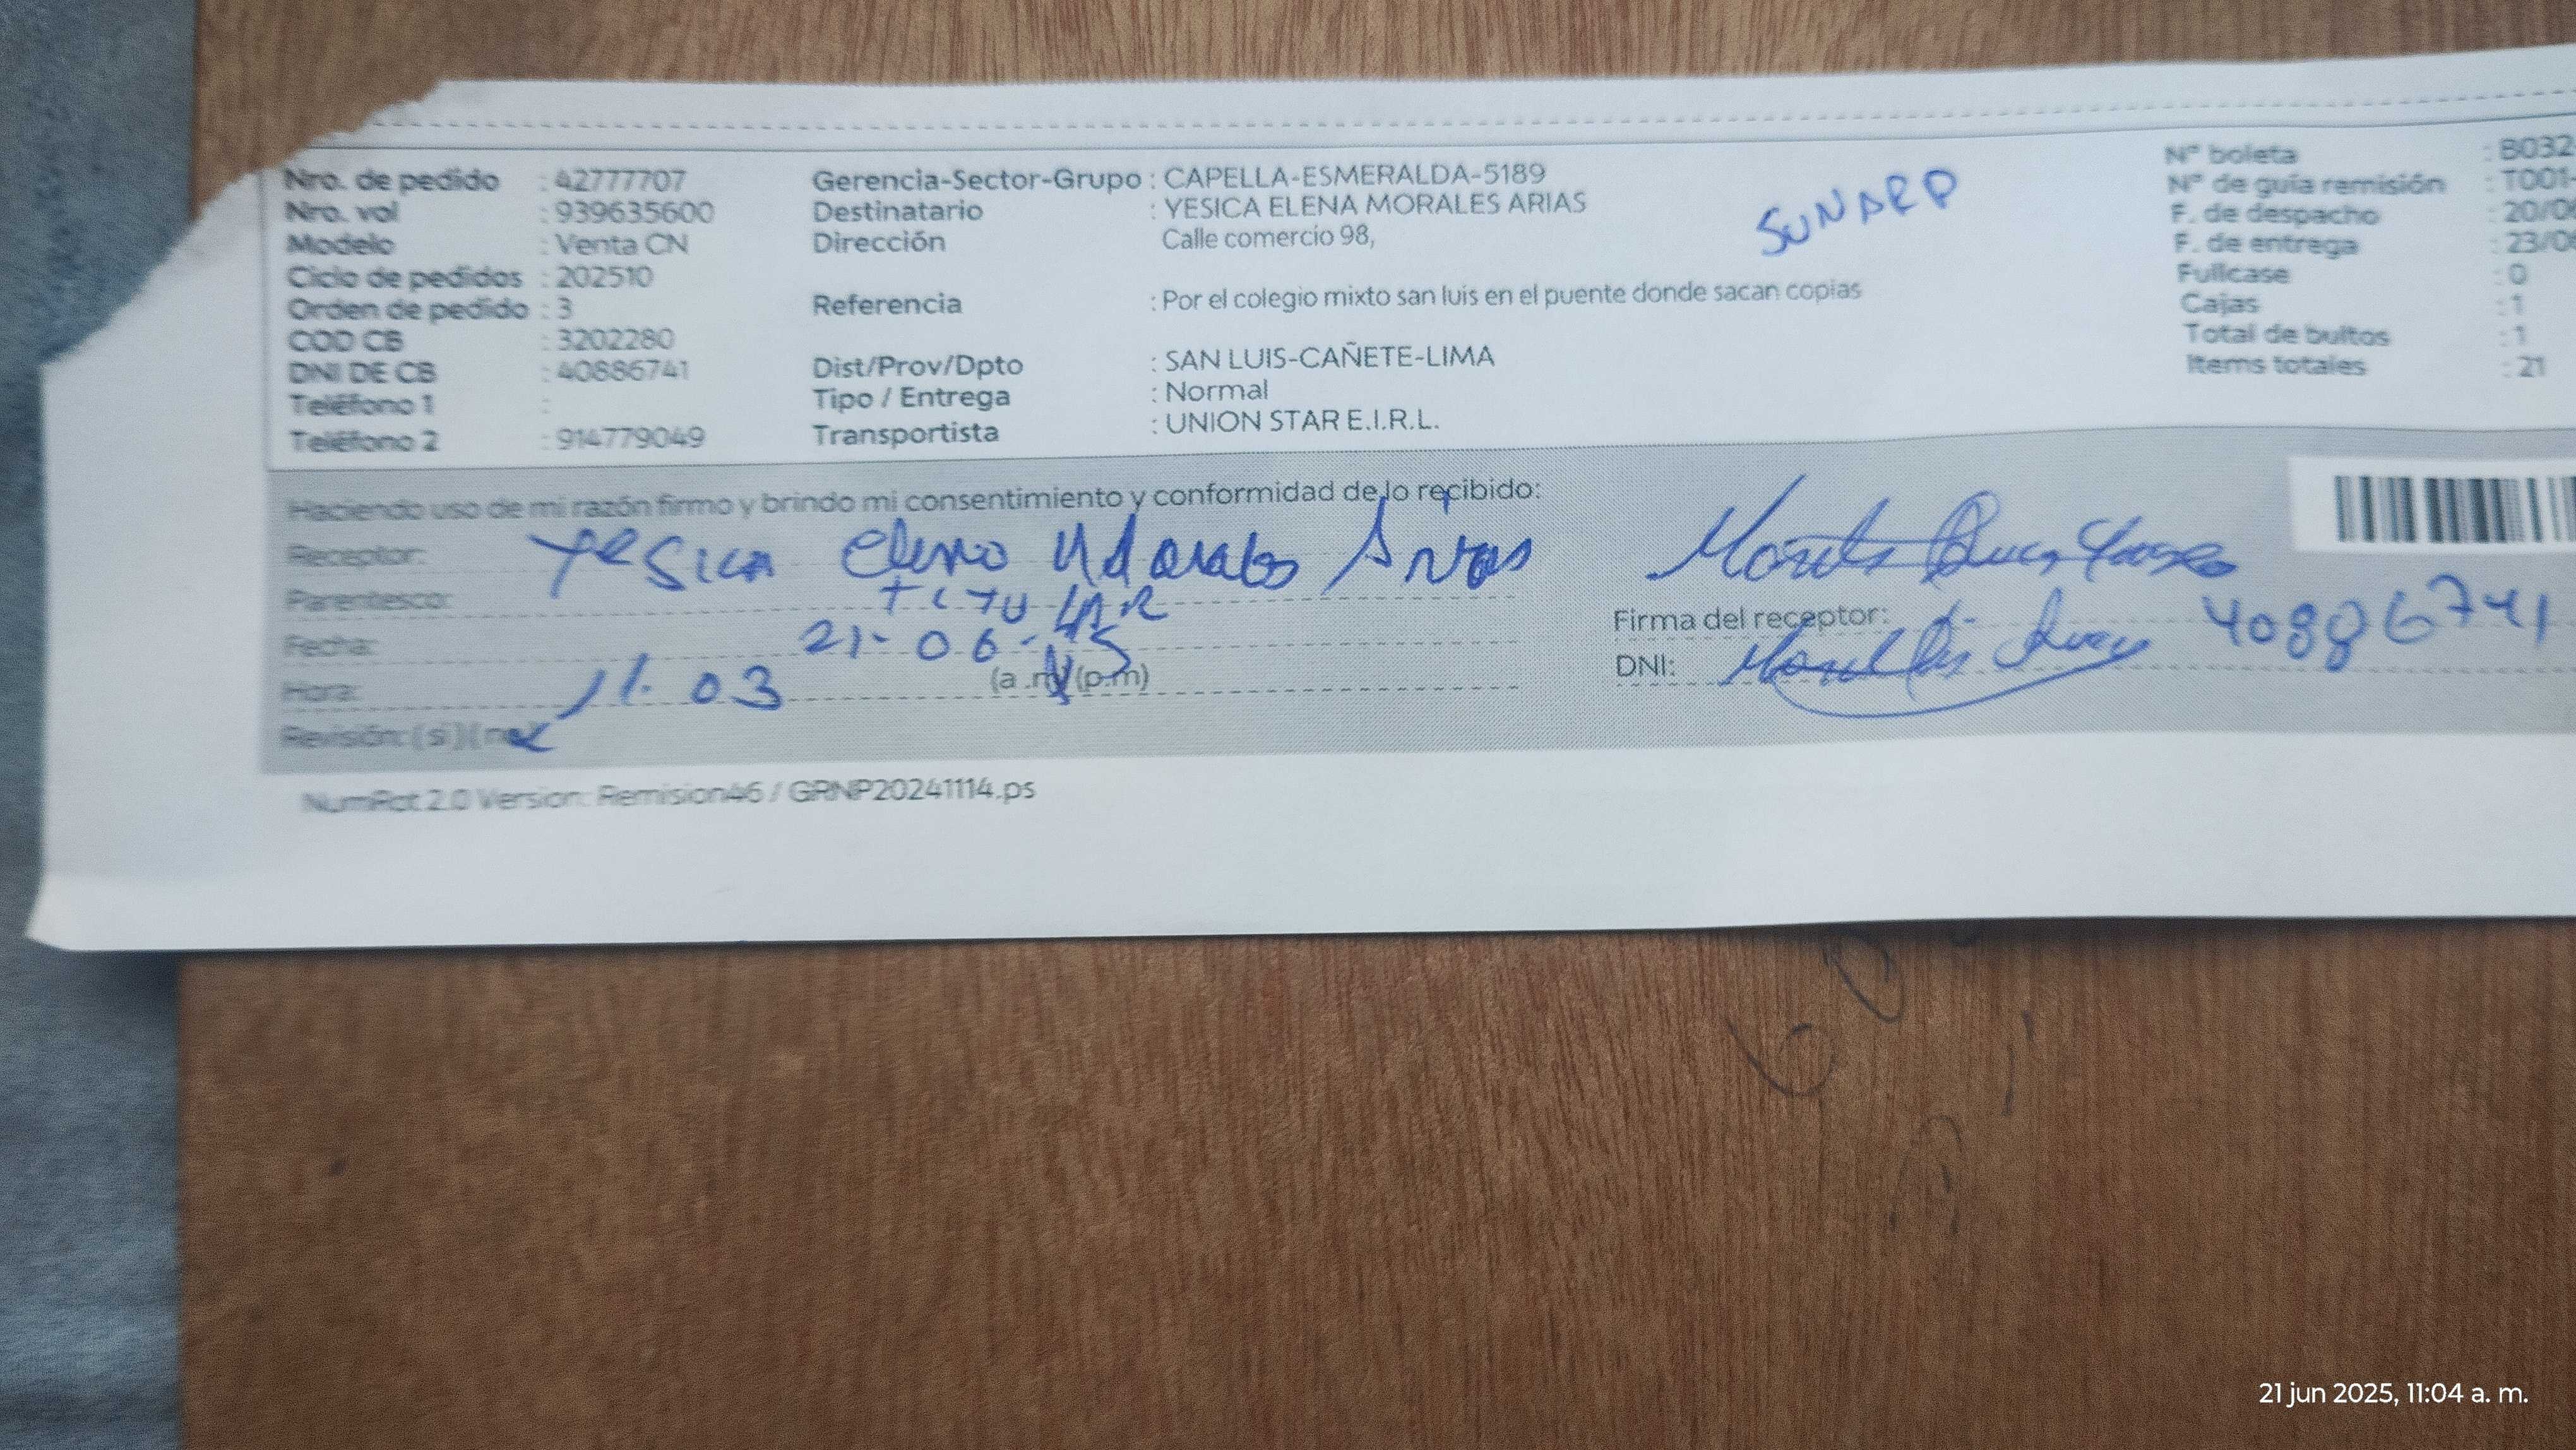 Nro. de pedido : 42777707
Nro. vol : 939635600
Modelo : Venta CN
Ciclo de pedidos : 202510
Orden de pedido : 3
COD CB : 3202280
DNI DE CB : 40886741
Teléfono 1 :
Teléfono 2 : 914779049
Gerencia-Sector-Grupo : CAPELLA-ESMERALDA-5189
Destinatario : YESICA ELENA MORALES ARIAS
Dirección Calle comercio 98,
Referencia : Por el colegio mixto san luis en el puente donde sacan copias
Dist/Prov/Dpto : SAN LUIS-CAÑETE-LIMA
Tipo / Entrega : Normal
Transportista : UNION STAR E.I.R.L.
SUNARP
N° boleta : B032-
N° de guía remisión : T001-
F. de despacho : 20/0
F. de entrega : 23/0
Fullcase : 0
Cajas : 1
Total de bultos : 1
Items totales : 21
Haciendo uso de mi razón firmo y brindo mi consentimiento y conformidad de lo recibido:
Receptor: Yesica Elena Morales Arias
Parentesco: TITULAR
Fecha: 21-06-25
Hora: 11.03 (a.m) (p.m)
Revisión: (si) (no)
Firma del receptor:
DNI: 40886741
NumRot 2.0 Version: Remision46 / GRNP20241114.ps
21 jun 2025, 11:04 a. m.